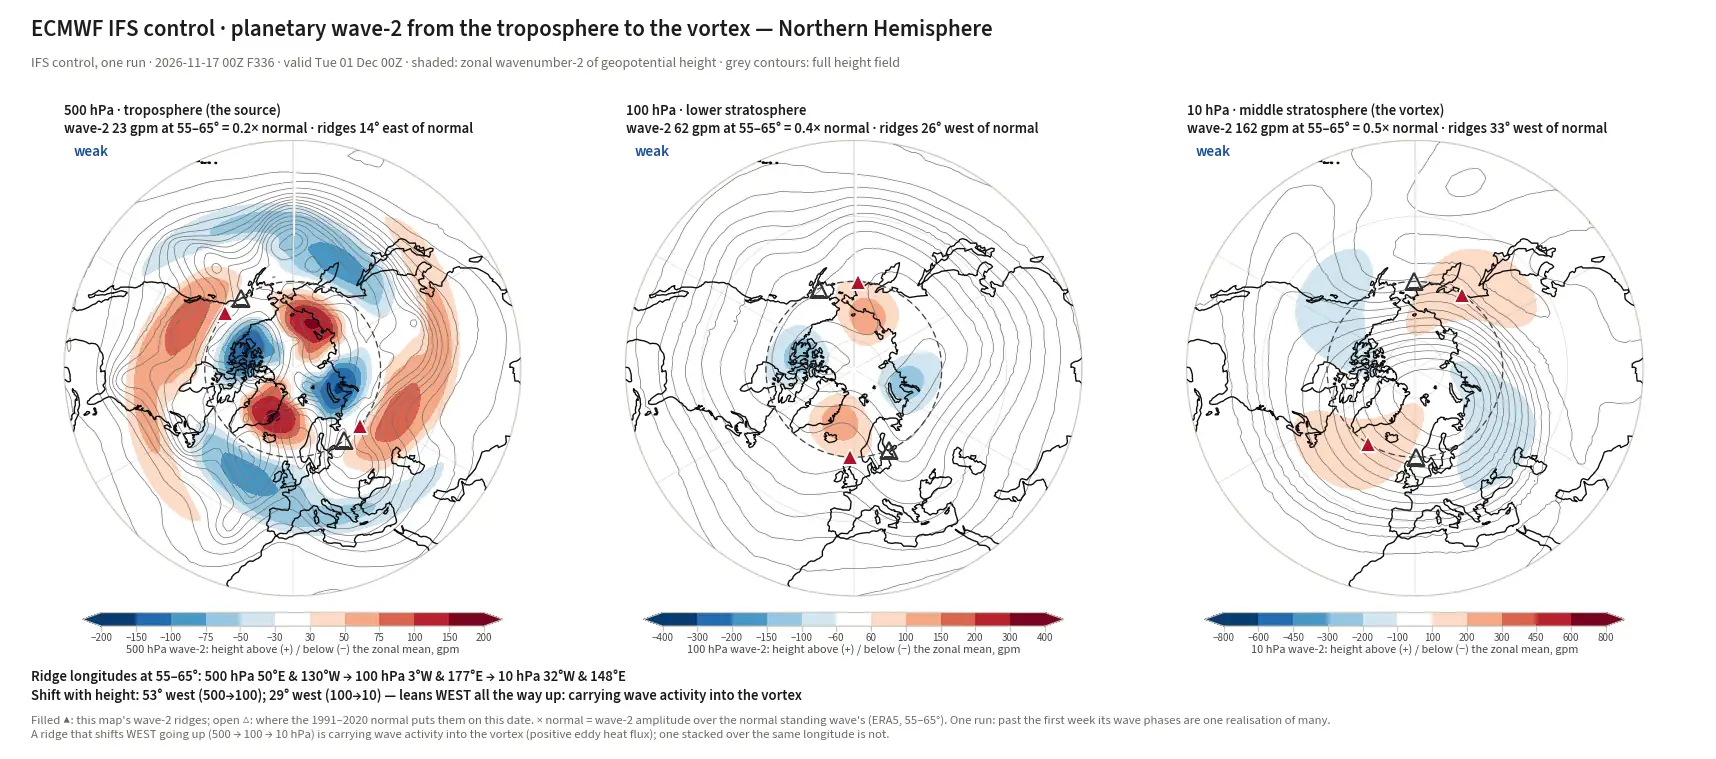 ECMWF IFS control · planetary wave-2 from the troposphere to the vortex — Northern Hemisphere
IFS control, one run · 2026-11-17 00Z F336 · valid Tue 01 Dec 00Z · shaded: zonal wavenumber-2 of geopotential height · grey contours: full height field
500 hPa · troposphere (the source)
wave-2 23 gpm at 55–65° = 0.2× normal · ridges 14° east of normal
weak
100 hPa · lower stratosphere
wave-2 62 gpm at 55–65° = 0.4× normal · ridges 26° west of normal
weak
10 hPa · middle stratosphere (the vortex)
wave-2 162 gpm at 55–65° = 0.5× normal · ridges 33° west of normal
weak
−200 −150 −100 −75 −50 −30 30 50 75 100 150 200
500 hPa wave-2: height above (+) / below (−) the zonal mean, gpm
−400 −300 −200 −150 −100 −60 60 100 150 200 300 400
100 hPa wave-2: height above (+) / below (−) the zonal mean, gpm
−800 −600 −450 −300 −200 −100 100 200 300 450 600 800
10 hPa wave-2: height above (+) / below (−) the zonal mean, gpm
Ridge longitudes at 55–65°: 500 hPa 50°E & 130°W → 100 hPa 3°W & 177°E → 10 hPa 32°W & 148°E
Shift with height: 53° west (500→100); 29° west (100→10) — leans WEST all the way up: carrying wave activity into the vortex
Filled ▲: this map's wave-2 ridges; open △: where the 1991–2020 normal puts them on this date. × normal = wave-2 amplitude over the normal standing wave's (ERA5, 55–65°). One run: past the first week its wave phases are one realisation of many.
A ridge that shifts WEST going up (500 → 100 → 10 hPa) is carrying wave activity into the vortex (positive eddy heat flux); one stacked over the same longitude is not.